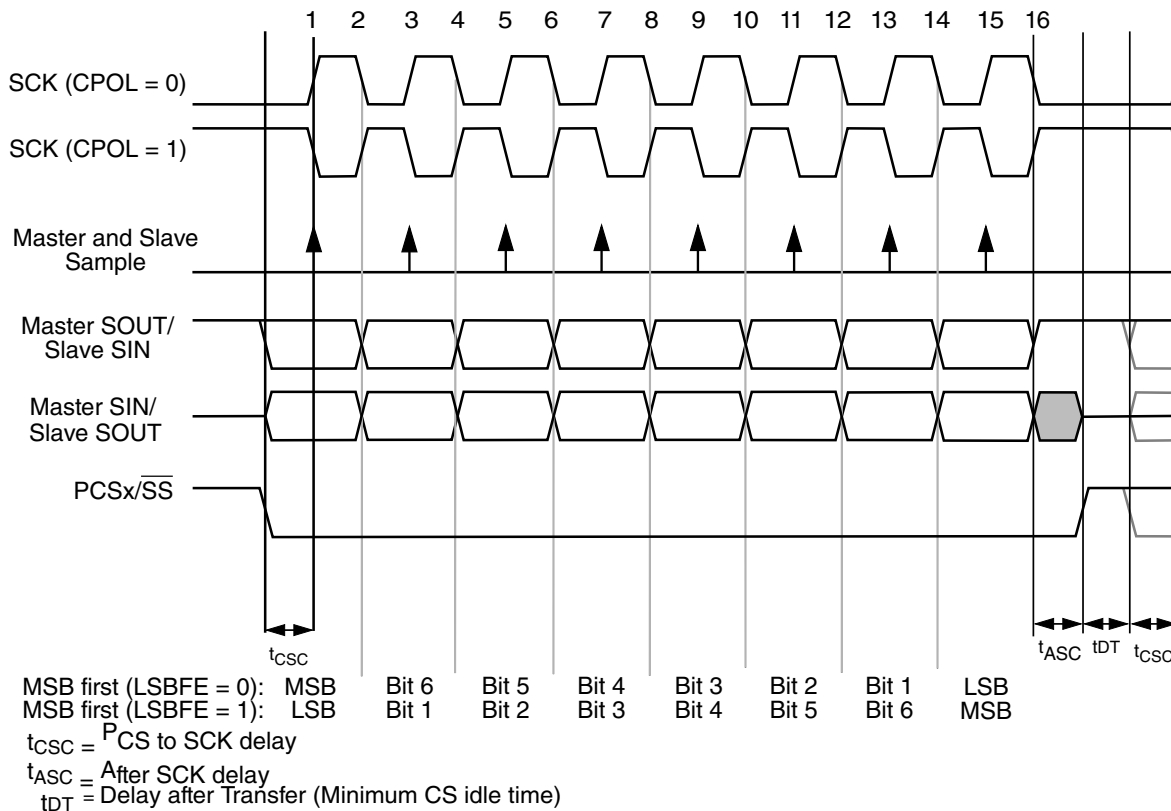 1 2 3 4 5 6 7 8 9 10 11 12 13 14 15 16
SCK (CPOL = 0)
SCK (CPOL = 1)
Master and Slave
Sample
Master SOUT/
Slave SIN
Master SIN/
Slave SOUT
PCSx/SS
tCSC
tASC
tDT
tCSC
MSB first (LSBFE = 0): MSB Bit 6 Bit 5 Bit 4 Bit 3 Bit 2 Bit 1 LSB
MSB first (LSBFE = 1): LSB Bit 1 Bit 2 Bit 3 Bit 4 Bit 5 Bit 6 MSB
tCSC = PCS to SCK delay
tASC = After SCK delay
tDT = Delay after Transfer (Minimum CS idle time)